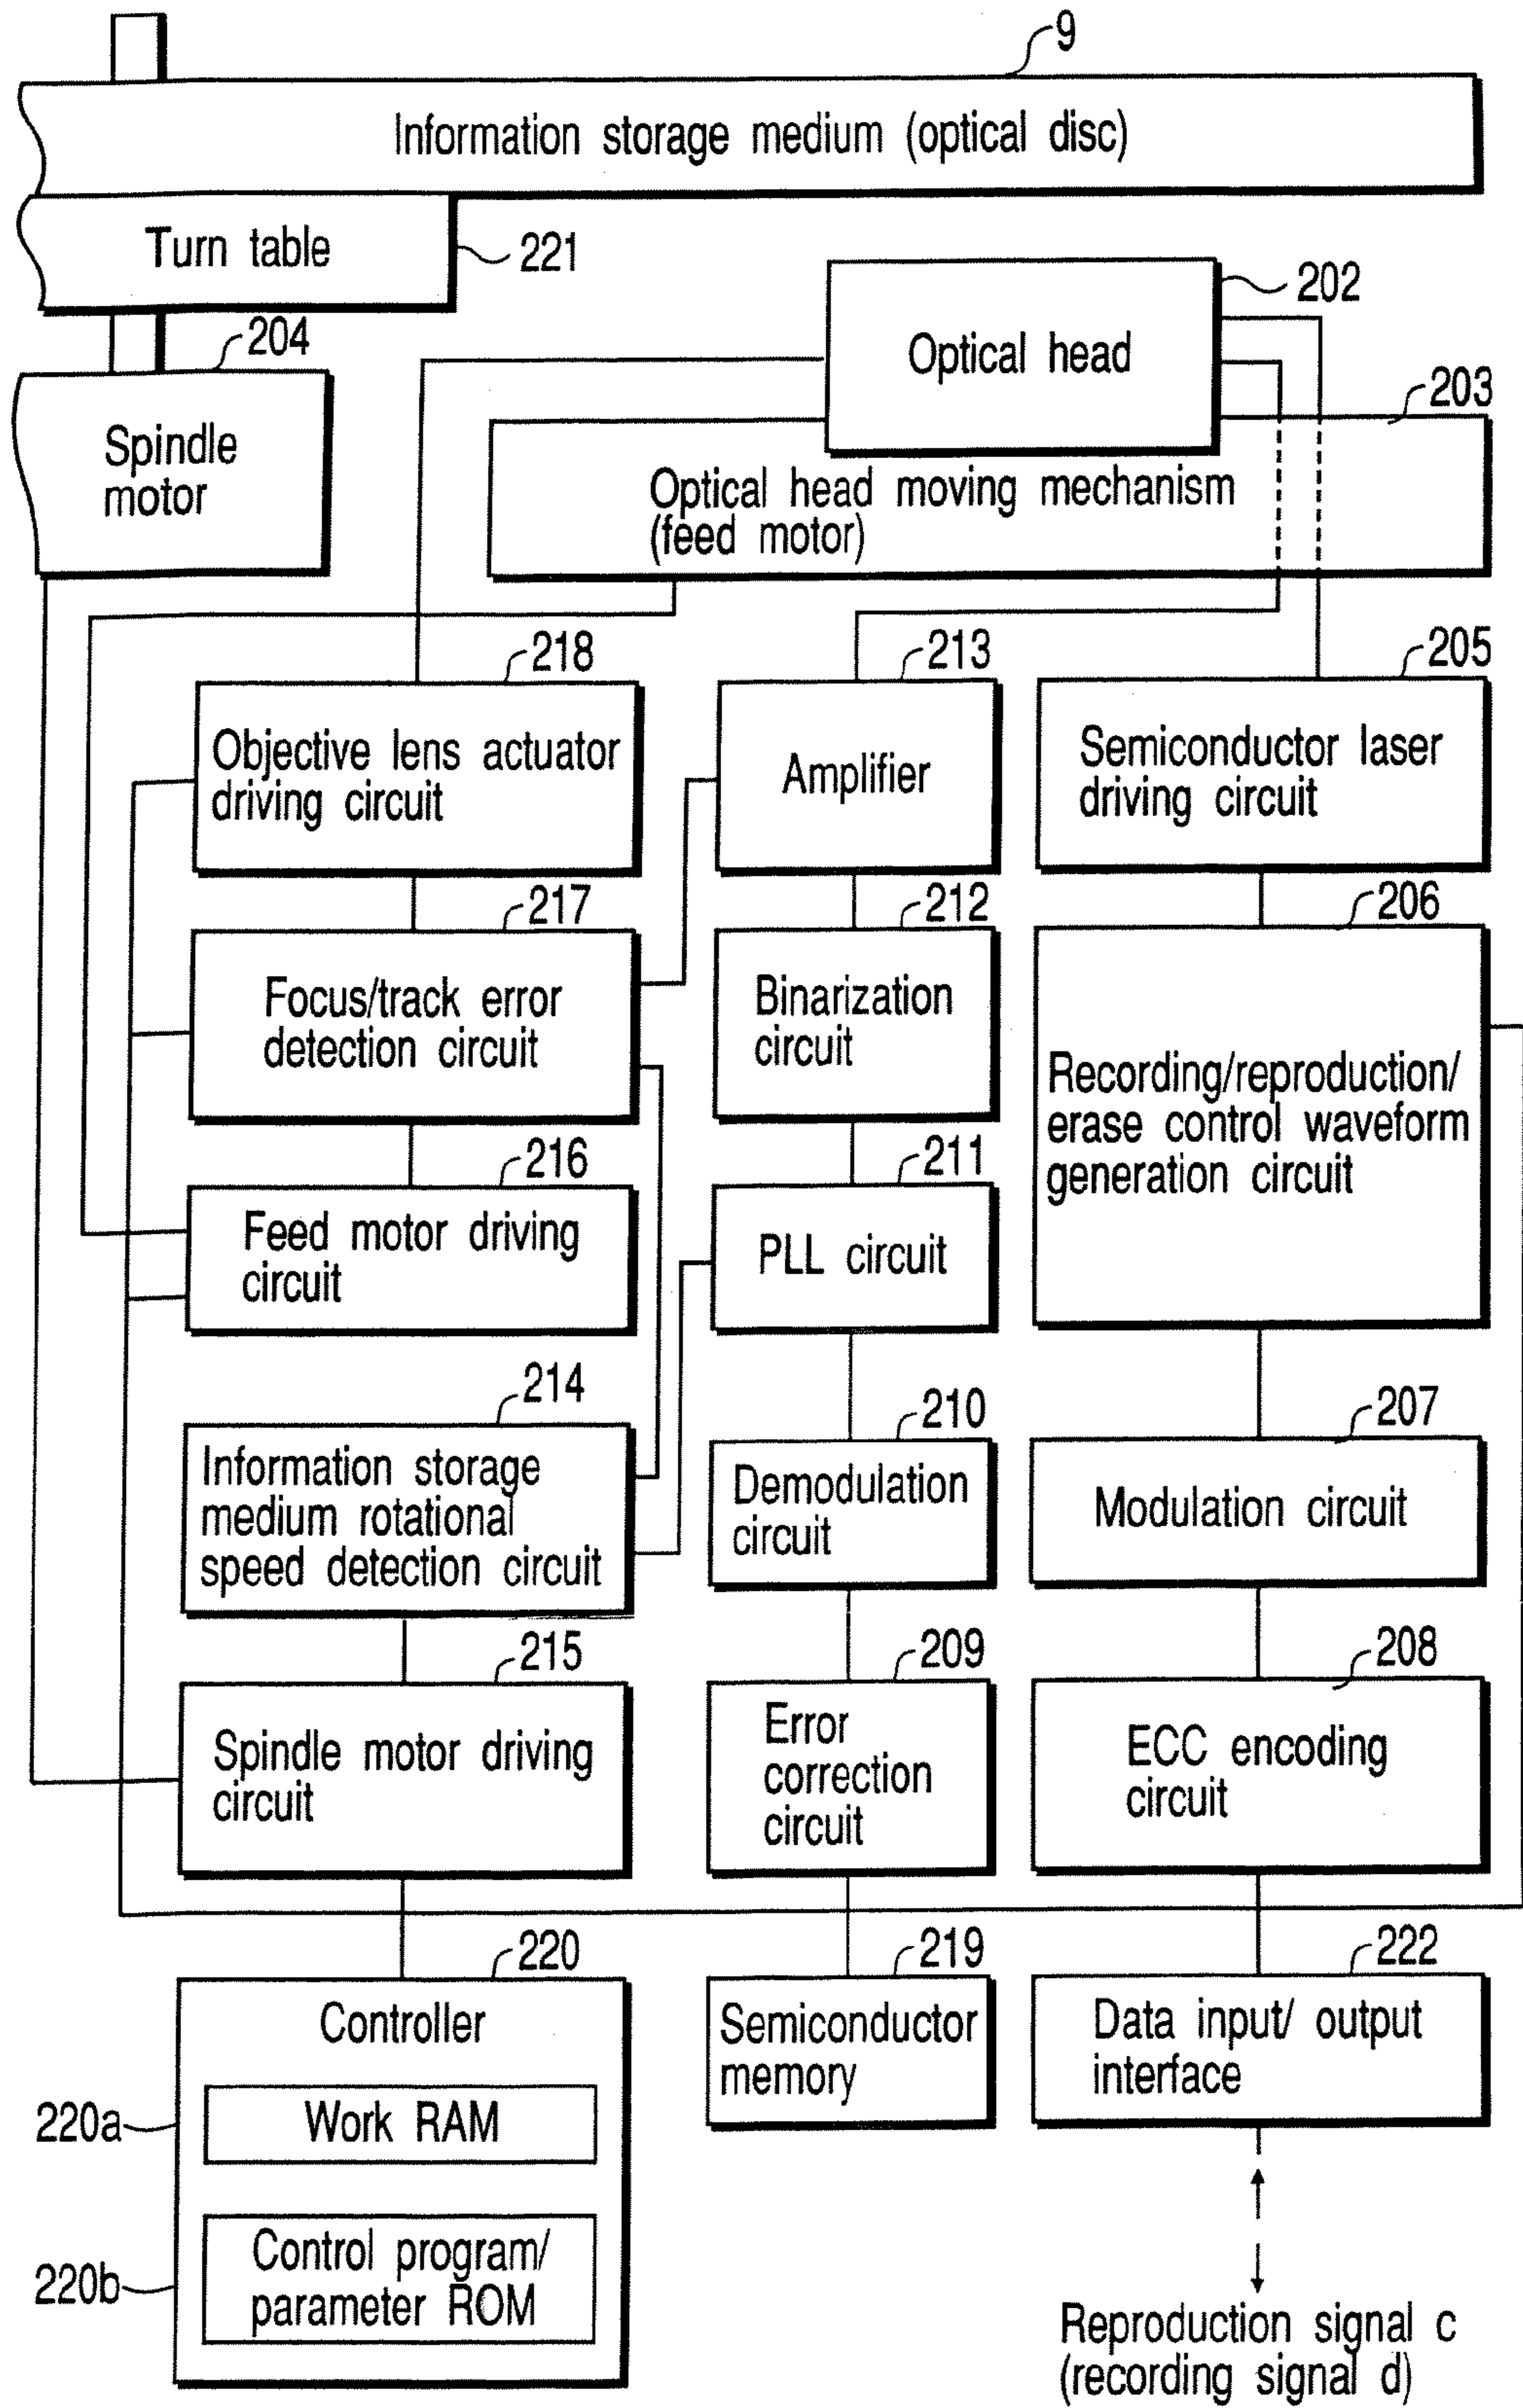 9
Information storage medium (optical disc)
Turn table
221
202
204
Optical head
203
Spindle
motor
Optical head moving mechanism
(feed motor)
218
213
205
Objective lens actuator
driving circuit
Amplifier
Semiconductor laser
driving circuit
217
212
206
Focus/track error
detection circuit
Binarization
circuit
Recording/reproduction/
erase control waveform
generation circuit
216
211
Feed motor driving
circuit
PLL circuit
214
210
207
Information storage
medium rotational
speed detection circuit
Demodulation
circuit
Modulation circuit
215
209
208
Spindle motor driving
circuit
Error
correction
circuit
ECC encoding
circuit
220
219
222
Controller
Semiconductor
memory
Data input/ output
interface
220a
Work RAM
220b
Control program/
parameter ROM
Reproduction signal c
(recording signal d)